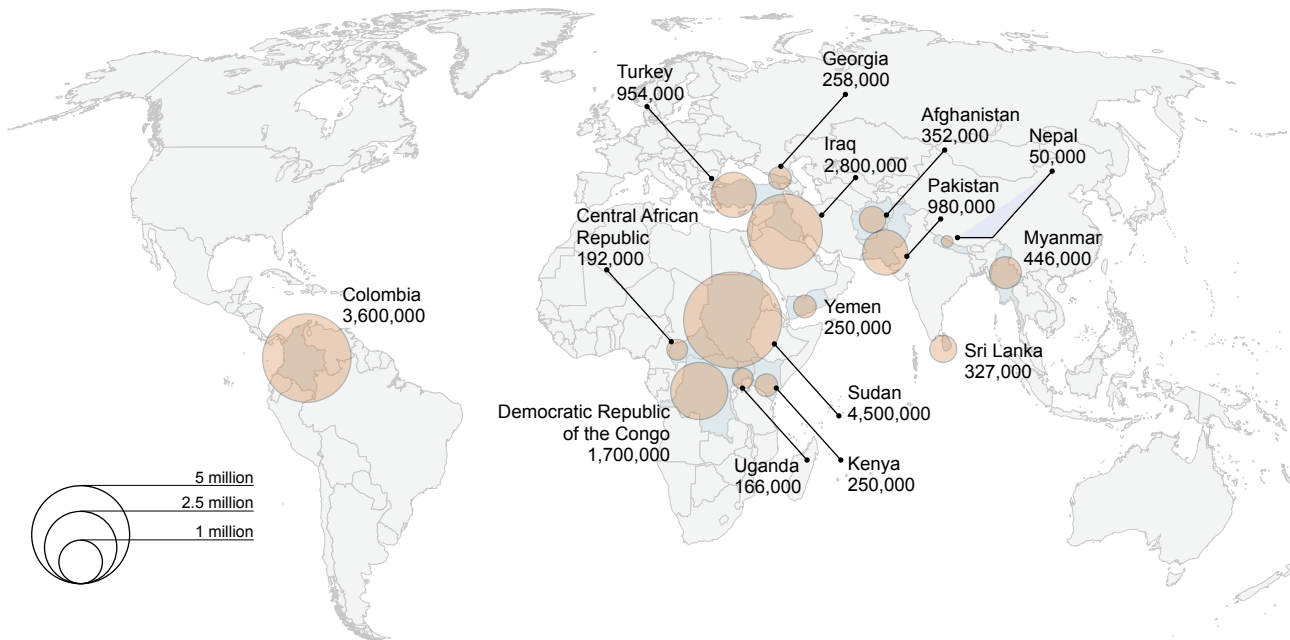 Georgia
258,000
Turkey
954,000
Afghanistan
352,000
Nepal
50,000
Iraq
2,800,000
Pakistan
980,000
Central African
Republic
192,000
Myanmar
446,000
Colombia
3,600,000
Yemen
250,000
Sri Lanka
327,000
Sudan
4,500,000
Democratic Republic
of the Congo
1,700,000
Uganda
166,000
Kenya
250,000
5 million
2.5 million
1 million